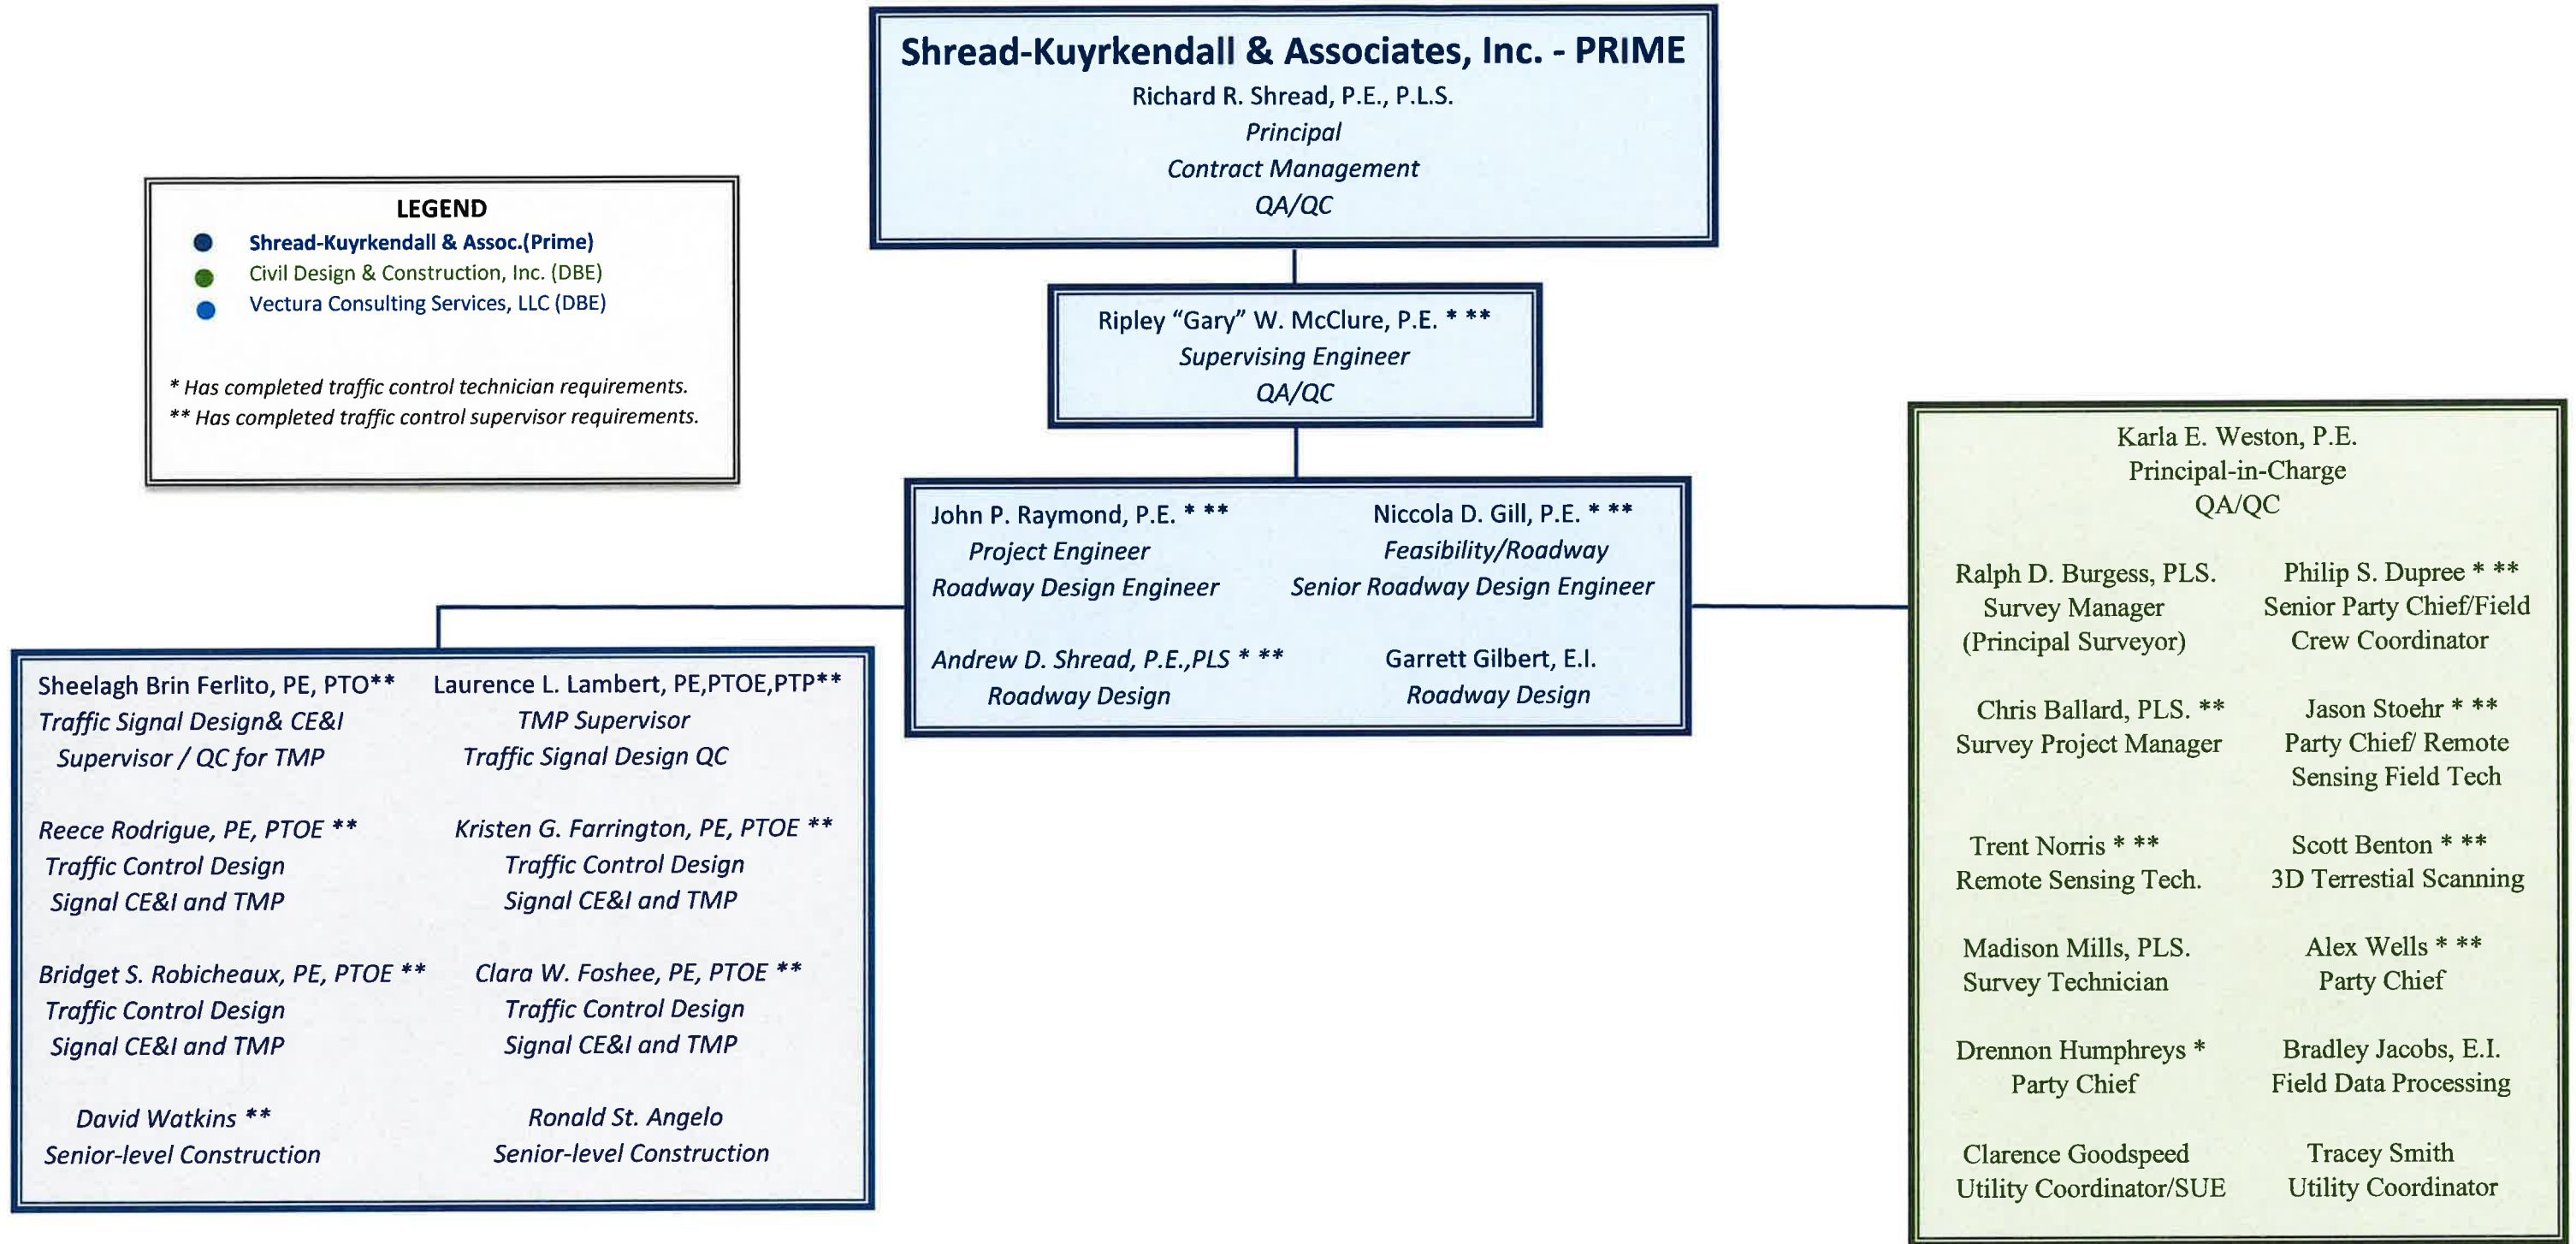 Shread-Kuyrkendall & Associates, Inc. - PRIME
Richard R. Shread, P.E., P.L.S.
Principal
Contract Management
QA/QC
LEGEND
Shread-Kuyrkendall & Assoc.(Prime)
Civil Design & Construction, Inc. (DBE)
Vectura Consulting Services, LLC (DBE)
* Has completed traffic control technician requirements.
** Has completed traffic control supervisor requirements.
Ripley “Gary” W. McClure, P.E. * **
Supervising Engineer
QA/QC
John P. Raymond, P.E. * **
Project Engineer
Roadway Design Engineer
Niccola D. Gill, P.E. * **
Feasibility/Roadway
Senior Roadway Design Engineer
Andrew D. Shread, P.E.,PLS * **
Roadway Design
Garrett Gilbert, E.I.
Roadway Design
Sheelagh Brin Ferlito, PE, PTO**
Traffic Signal Design& CE&I
Supervisor / QC for TMP
Laurence L. Lambert, PE,PTOE,PTP**
TMP Supervisor
Traffic Signal Design QC
Reece Rodrigue, PE, PTOE **
Traffic Control Design
Signal CE&I and TMP
Kristen G. Farrington, PE, PTOE **
Traffic Control Design
Signal CE&I and TMP
Bridget S. Robicheaux, PE, PTOE **
Traffic Control Design
Signal CE&I and TMP
Clara W. Foshee, PE, PTOE **
Traffic Control Design
Signal CE&I and TMP
David Watkins **
Senior-level Construction
Ronald St. Angelo
Senior-level Construction
Karla E. Weston, P.E.
Principal-in-Charge
QA/QC
Ralph D. Burgess, PLS.
Survey Manager
(Principal Surveyor)
Philip S. Dupree * **
Senior Party Chief/Field
Crew Coordinator
Chris Ballard, PLS. **
Survey Project Manager
Jason Stoehr * **
Party Chief/ Remote
Sensing Field Tech
Trent Norris * **
Remote Sensing Tech.
Scott Benton * **
3D Terrestial Scanning
Madison Mills, PLS.
Survey Technician
Alex Wells * **
Party Chief
Drennon Humphreys *
Party Chief
Bradley Jacobs, E.I.
Field Data Processing
Clarence Goodspeed
Utility Coordinator/SUE
Tracey Smith
Utility Coordinator